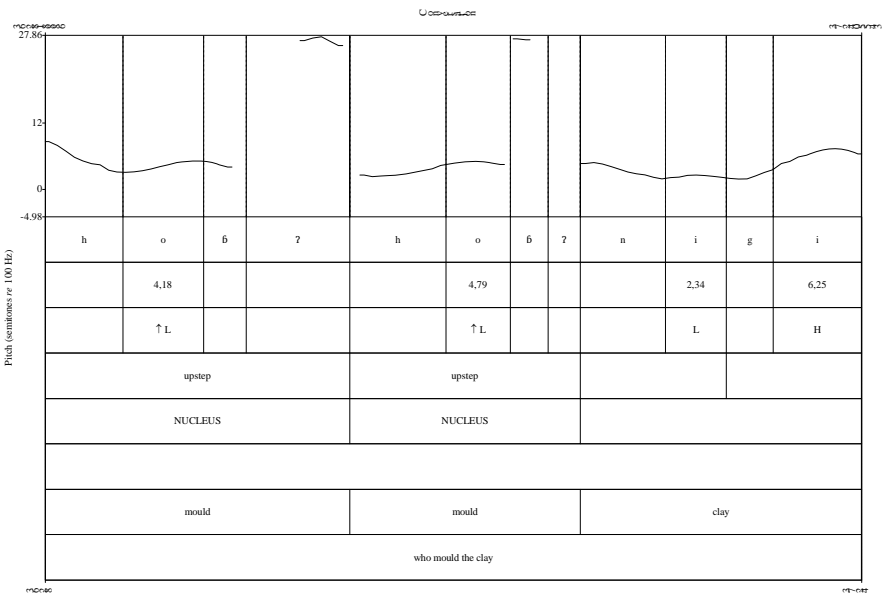 27.86
12
0
-4.98
Pitch (semitones re 100 Hz)
h o ɓ ʔ h o ɓ ʔ n i g i
4,18 4,79 2,34 6,25
↑L ↑L L H
upstep upstep
NUCLEUS NUCLEUS
mould mould clay
who mould the clay